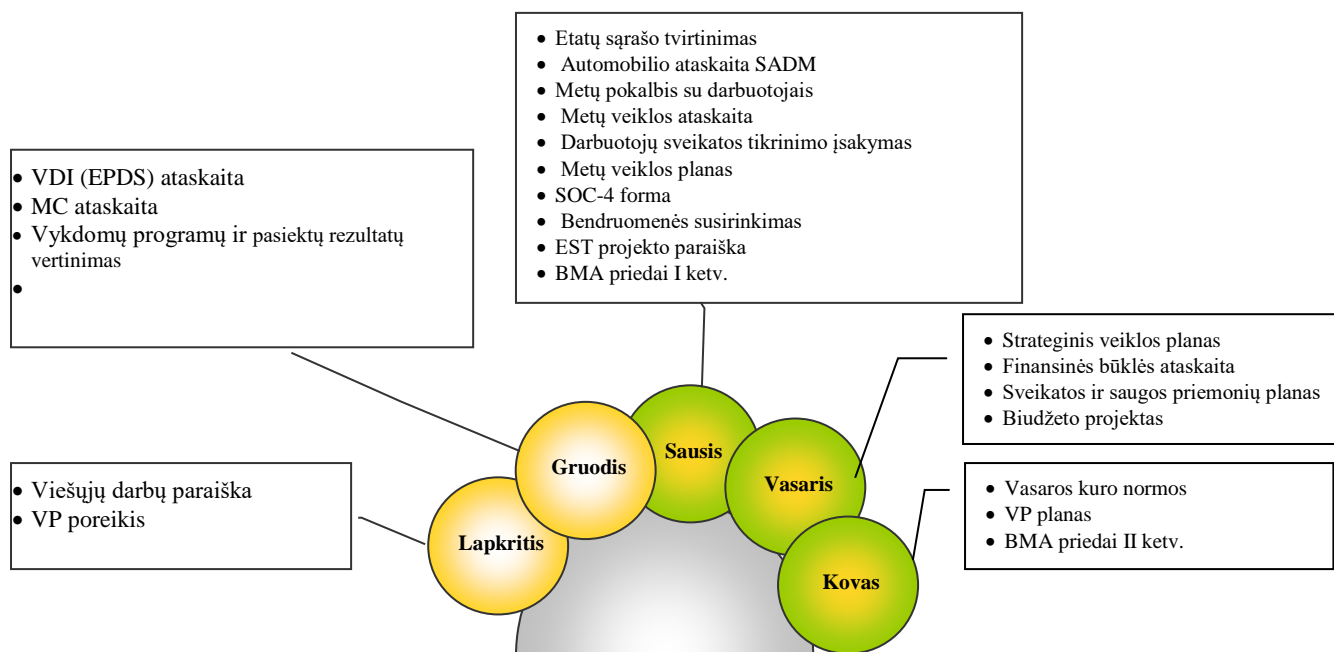 • Etatų sąrašo tvirtinimas
• Automobilio ataskaita SADM
• Metų pokalbis su darbuotojais
• Metų veiklos ataskaita
• Darbuotojų sveikatos tikrinimo įsakymas
• Metų veiklos planas
• SOC-4 forma
• Bendruomenės susirinkimas
• EST projekto paraiška
• BMA priedai I ketv.
• VDI (EPDS) ataskaita
• MC ataskaita
• Vykdomų programų ir pasiektų rezultatų
vertinimas
•
• Strateginis veiklos planas
• Finansinės būklės ataskaita
• Sveikatos ir saugos priemonių planas
• Biudžeto projektas
• Viešųjų darbų paraiška
• VP poreikis
• Vasaros kuro normos
• VP planas
• BMA priedai II ketv.
Lapkritis
Gruodis
Sausis
Vasaris
Kovas